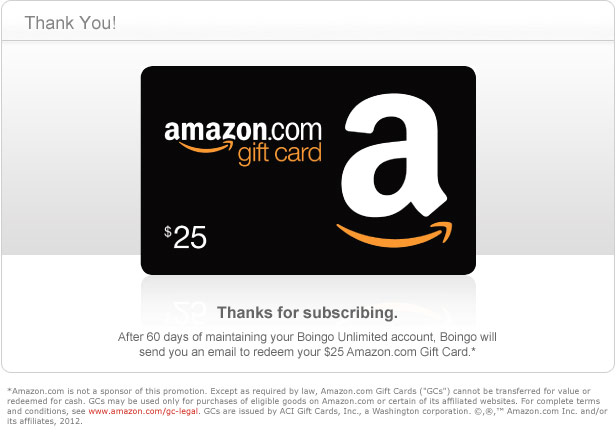 Thank You!
amazon.com
gift card
a
$25
Thanks for subscribing.
After 60 days of maintaining your Boingo Unlimited account, Boingo will
send you an email to redeem your $25 Amazon.com Gift Card.*
*Amazon.com is not a sponsor of this promotion. Except as required by law, Amazon.com Gift Cards ("GCs") cannot be transferred for value or
redeemed for cash. GCs may be used only for purchases of eligible goods on Amazon.com or certain of its affiliated websites. For complete terms
and conditions, see www.amazon.com/gc-legal. GCs are issued by ACI Gift Cards, Inc., a Washington corporation. ©,®,™ Amazon.com Inc. and/or
its affiliates, 2012.